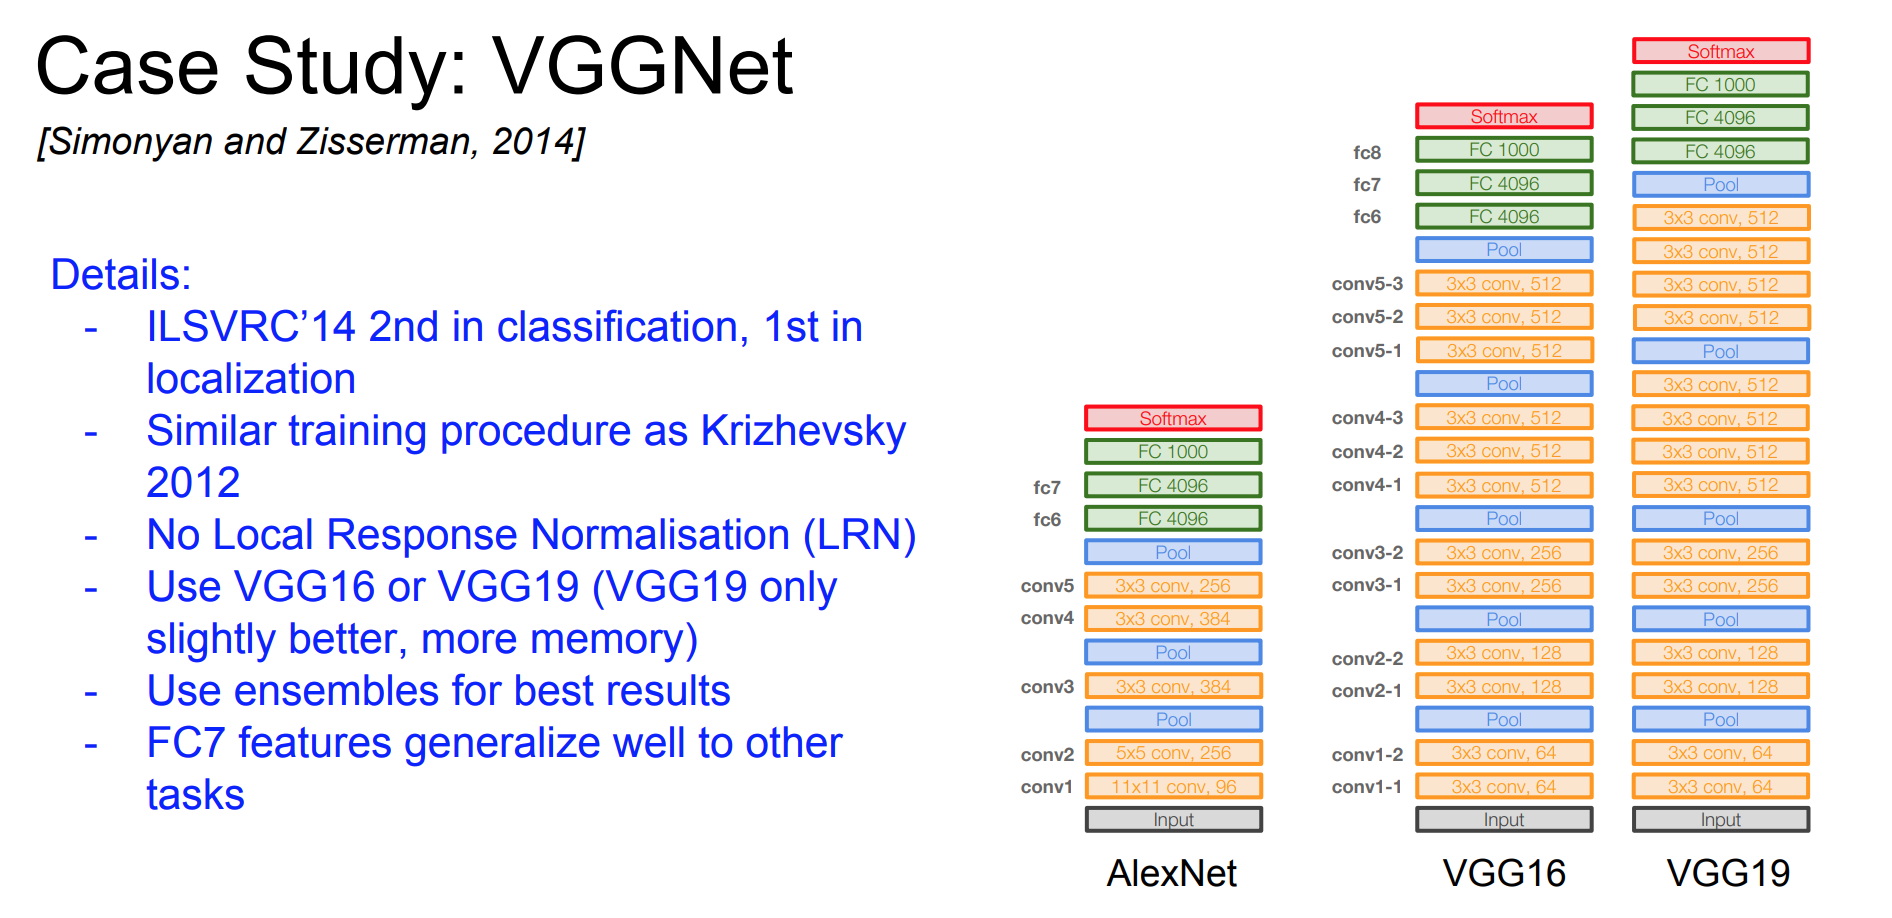 Case Study: VGGNet
[Simonyan and Zisserman, 2014]
Details:
- ILSVRC’14 2nd in classification, 1st in
localization
- Similar training procedure as Krizhevsky
2012
- No Local Response Normalisation (LRN)
- Use VGG16 or VGG19 (VGG19 only
slightly better, more memory)
- Use ensembles for best results
- FC7 features generalize well to other
tasks
Softmax
FC 1000
fc7 FC 4096
fc6 FC 4096
Pool
conv5 3x3 conv, 256
conv4 3x3 conv, 384
Pool
conv3 3x3 conv, 384
Pool
conv2 5x5 conv, 256
conv1 11x11 conv, 96
Input
AlexNet
Softmax
fc8 FC 1000
fc7 FC 4096
fc6 FC 4096
Pool
conv5-3 3x3 conv, 512
conv5-2 3x3 conv, 512
conv5-1 3x3 conv, 512
Pool
conv4-3 3x3 conv, 512
conv4-2 3x3 conv, 512
conv4-1 3x3 conv, 512
Pool
conv3-2 3x3 conv, 256
conv3-1 3x3 conv, 256
Pool
conv2-2 3x3 conv, 128
conv2-1 3x3 conv, 128
Pool
conv1-2 3x3 conv, 64
conv1-1 3x3 conv, 64
Input
VGG16
Softmax
FC 1000
FC 4096
FC 4096
Pool
3x3 conv, 512
3x3 conv, 512
3x3 conv, 512
3x3 conv, 512
Pool
3x3 conv, 512
3x3 conv, 512
3x3 conv, 512
3x3 conv, 512
Pool
3x3 conv, 256
3x3 conv, 256
Pool
3x3 conv, 128
3x3 conv, 128
Pool
3x3 conv, 64
3x3 conv, 64
Input
VGG19